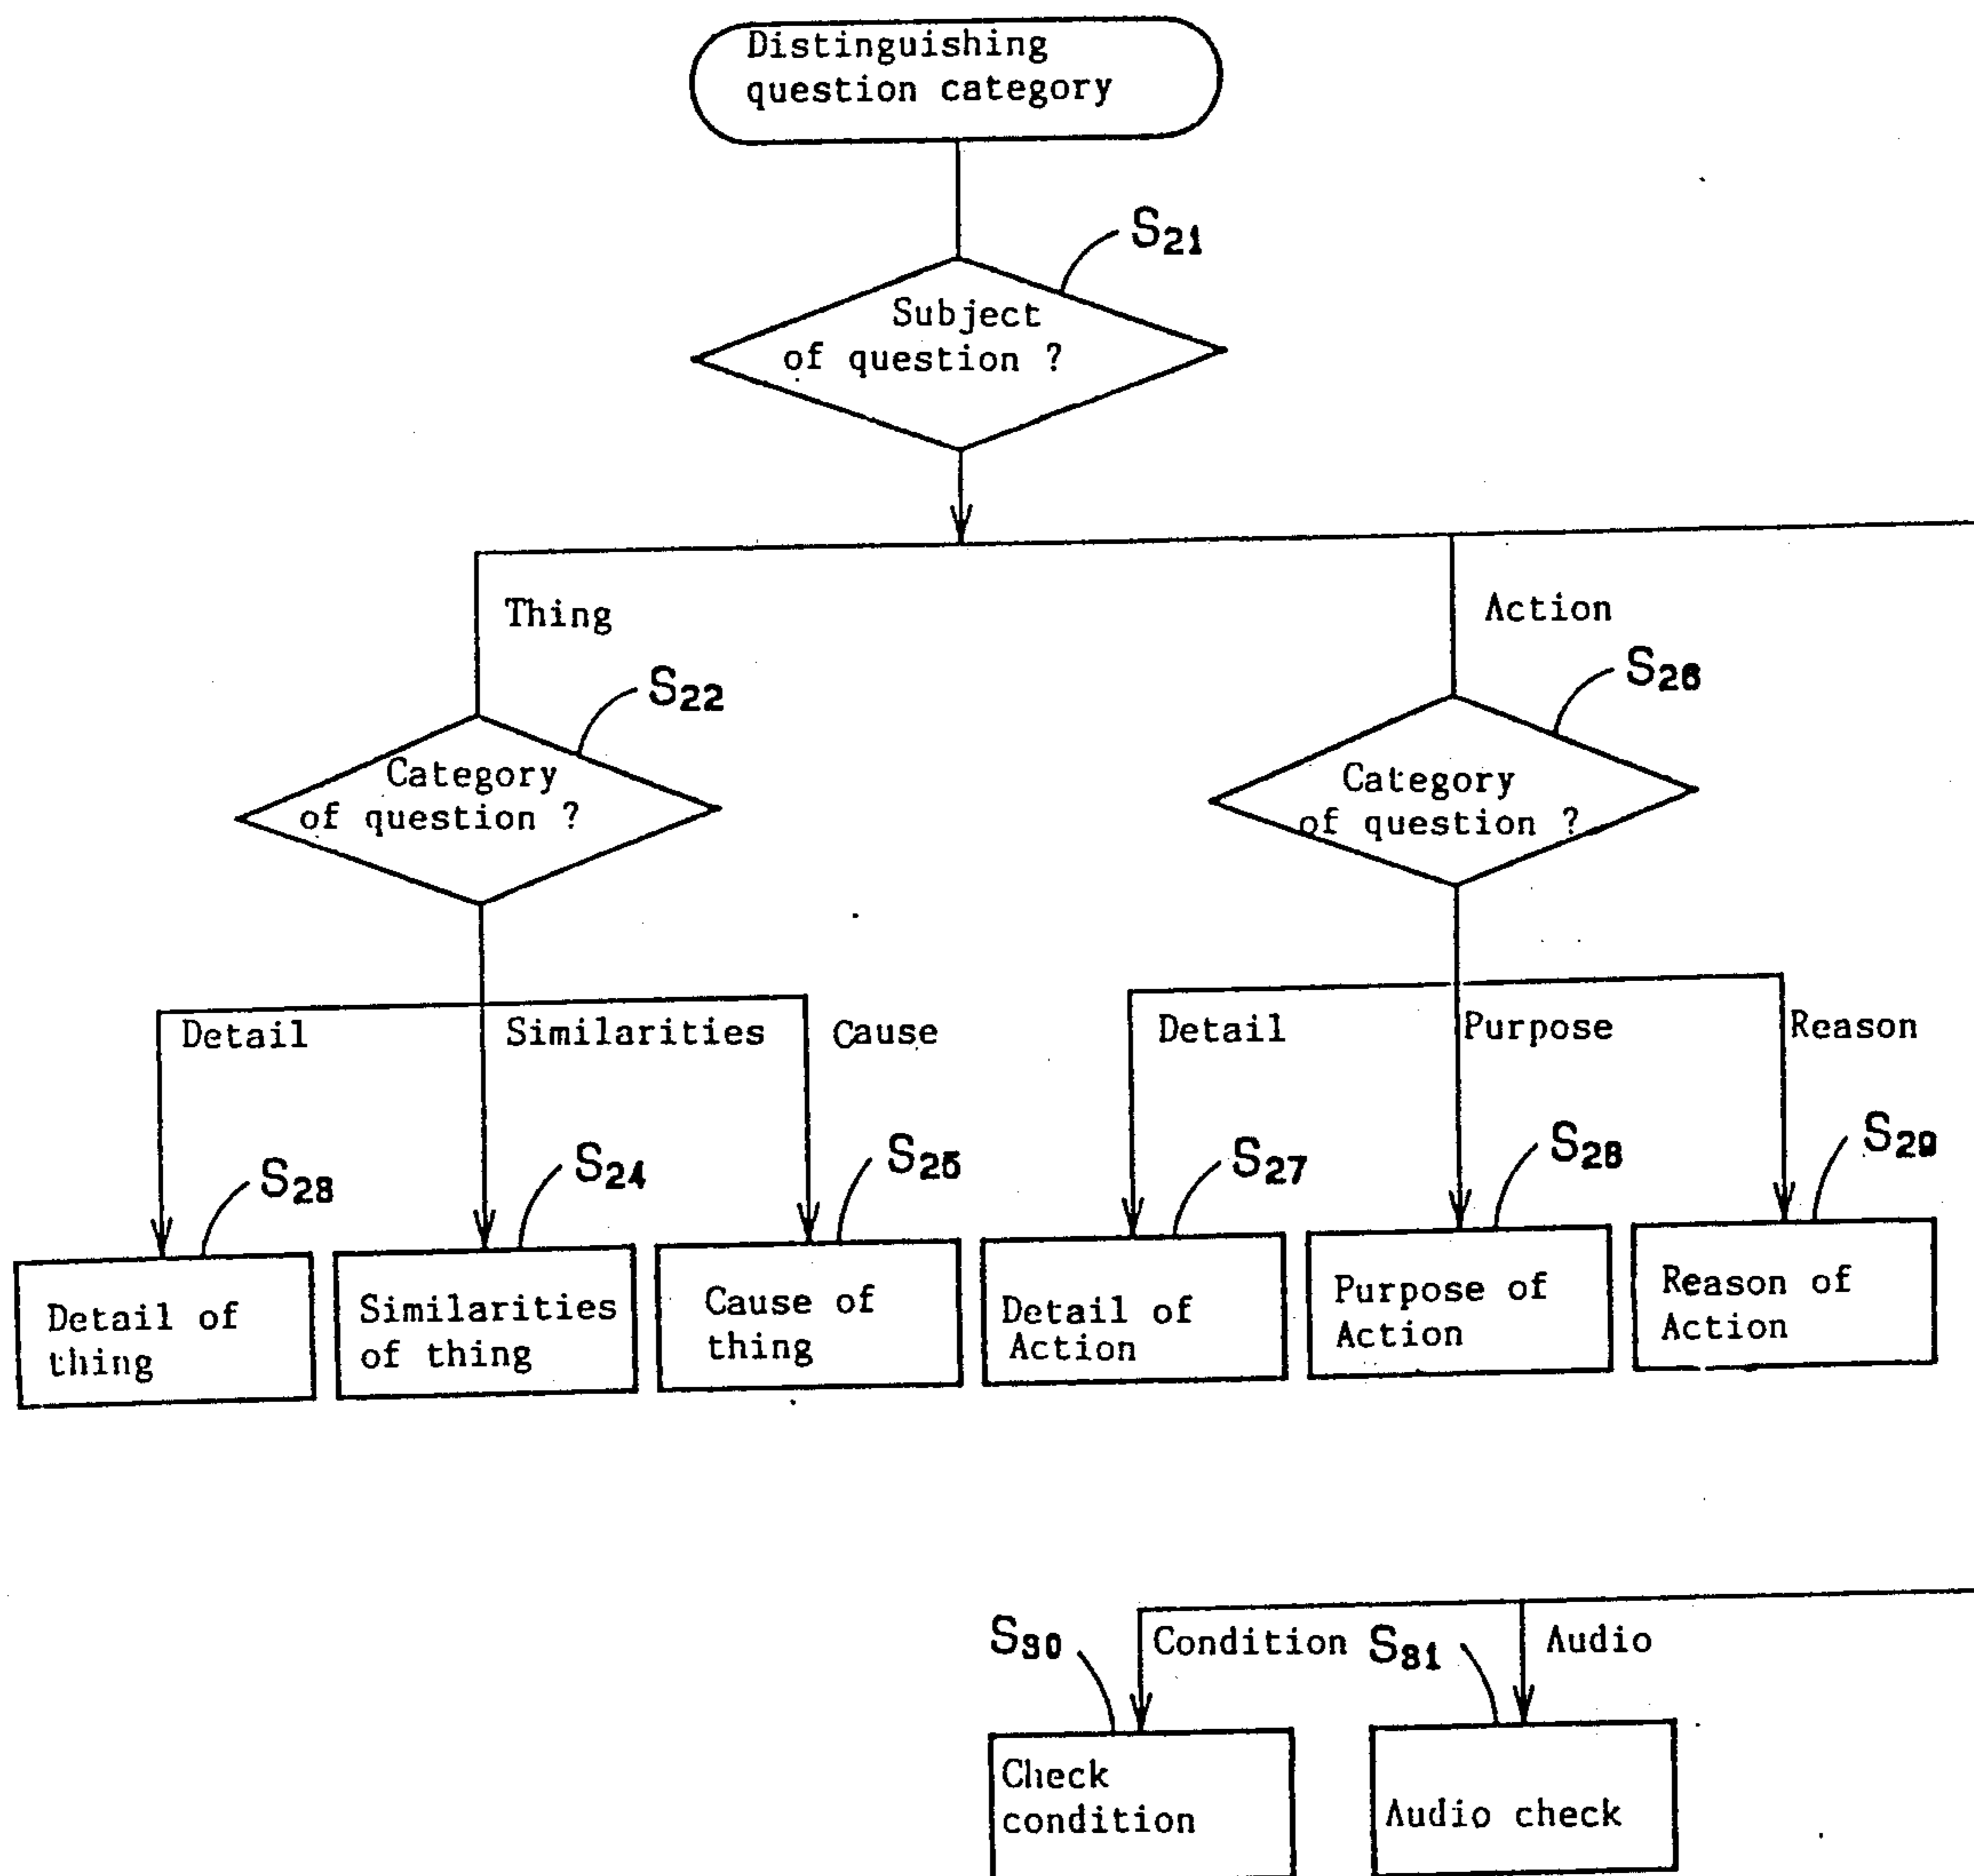 Distinguishing
question category
S21
Subject
of question ?
Thing
Action
S22
S26
Category
of question ?
Category
of question ?
Detail
Similarities
Cause
Detail
Purpose
Reason
S23
S24
S25
S27
S28
S29
Detail of
thing
Similarities
of thing
Cause of
thing
Detail of
Action
Purpose of
Action
Reason of
Action
S30
Condition
S31
Audio
Check
condition
Audio check